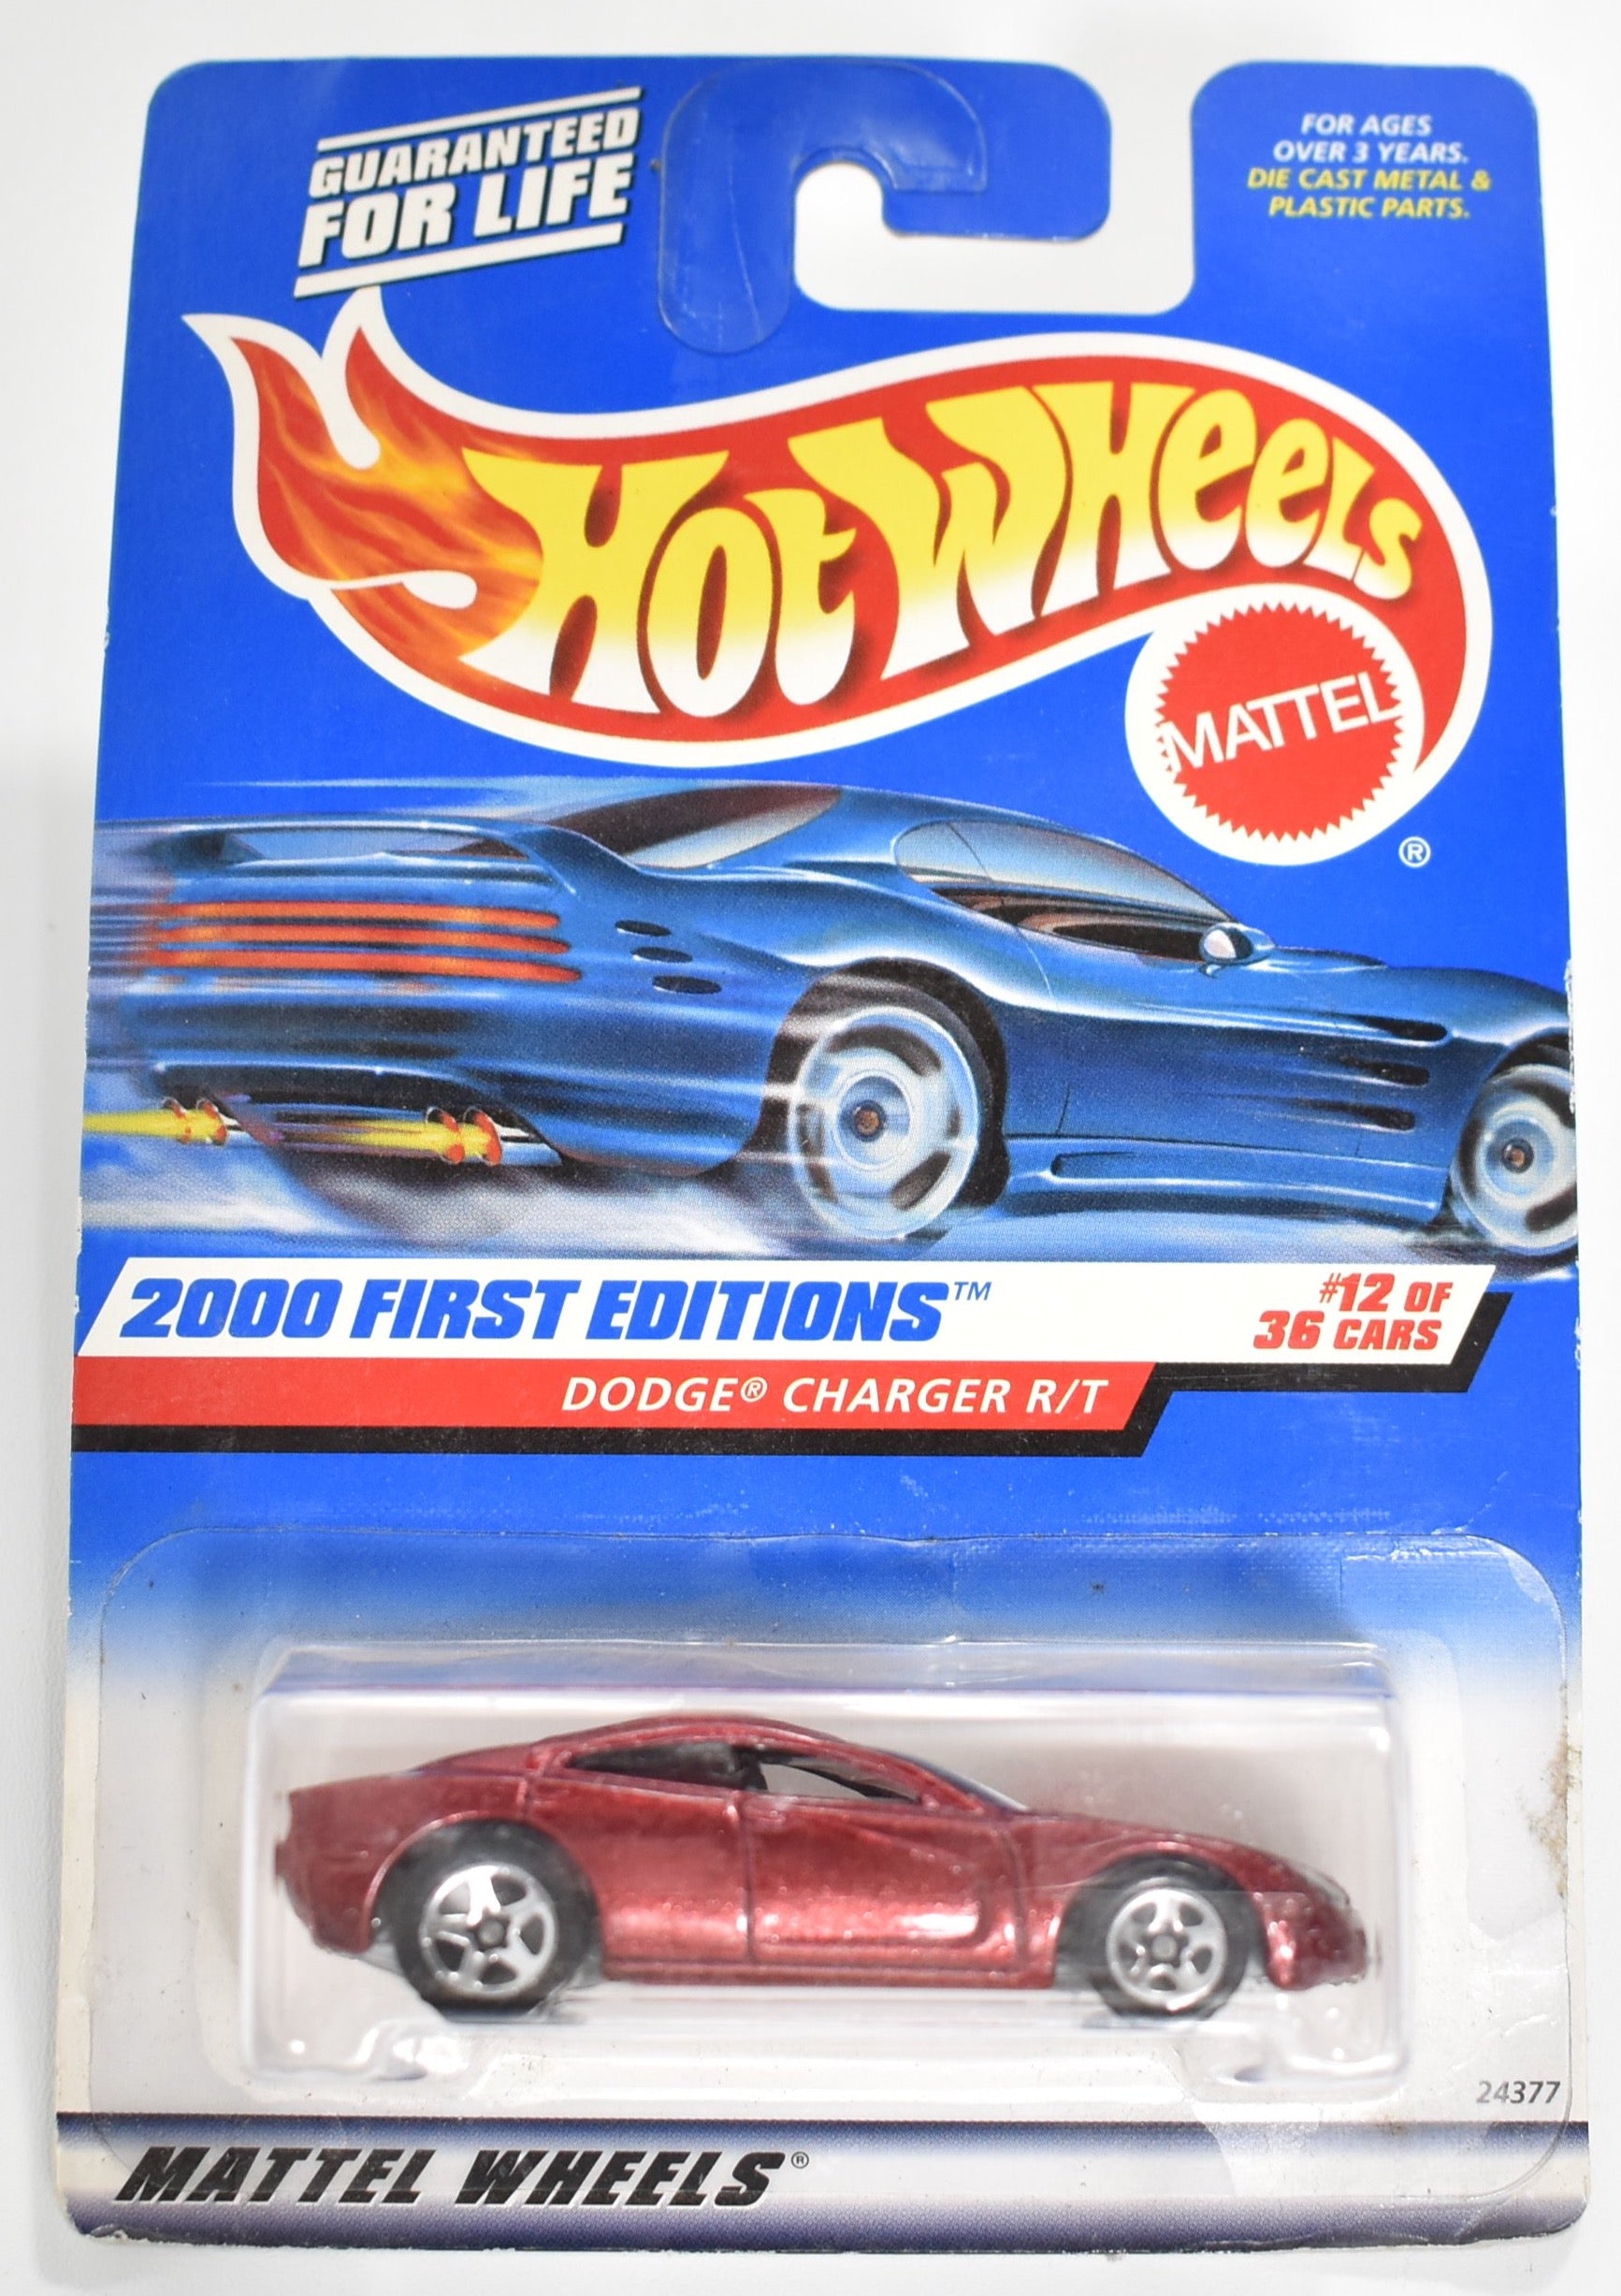 GUARANTEED
FOR LIFE
FOR AGES
OVER 3 YEARS.
DIE CAST METAL &
PLASTIC PARTS.
HOT WHEELS
MATTEL
®
2000 FIRST EDITIONS™
#12 OF
36 CARS
DODGE® CHARGER R/T
24377
MATTEL WHEELS®